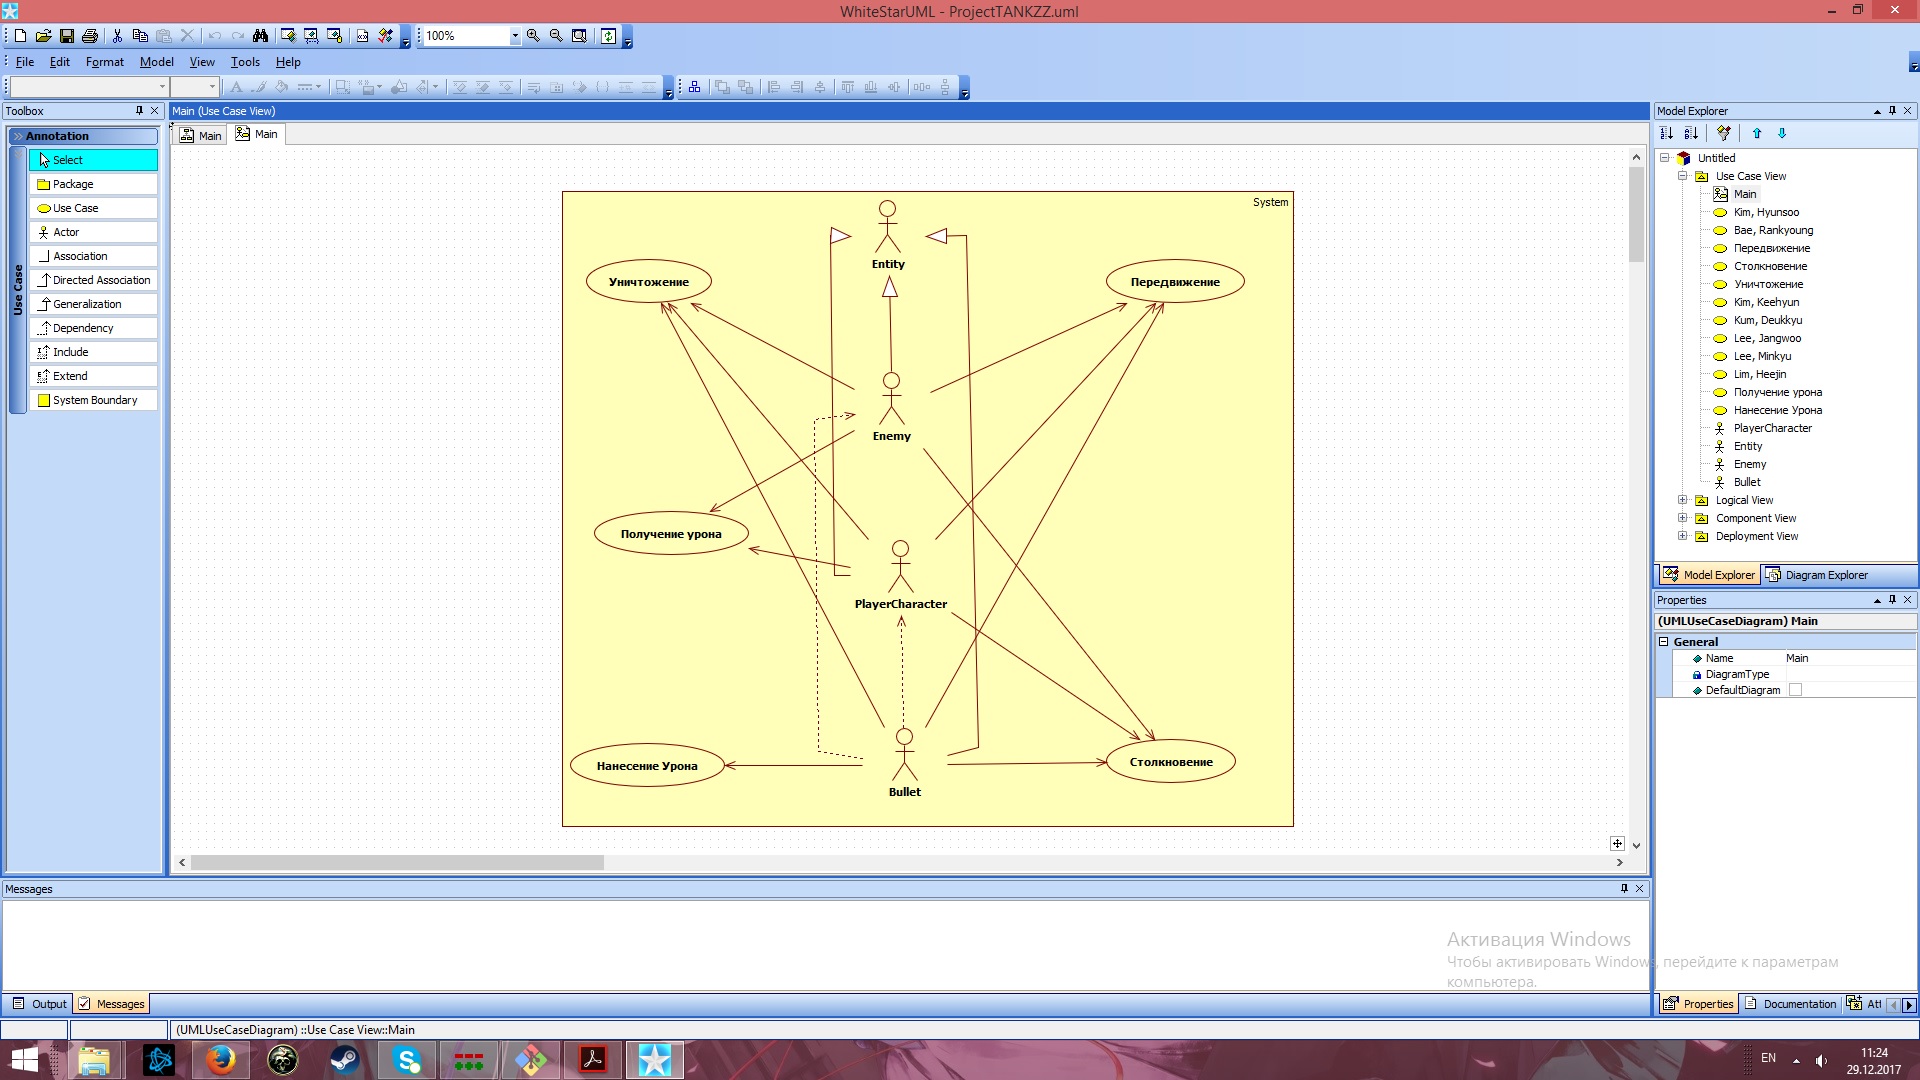 WhiteStarUML - ProjectTANKZZ.uml
100%
File Edit Format Model View Tools Help
Toolbox
Annotation
Use Case
Select
Package
Use Case
Actor
Association
Directed Association
Generalization
Dependency
Include
Extend
System Boundary
Main (Use Case View)
Main Main
System
Entity
Уничтожение
Передвижение
Enemy
Получение урона
PlayerCharacter
Нанесение Урона
Столкновение
Bullet
Model Explorer
Untitled
Use Case View
Main
Kim, Hyunsoo
Bae, Rankyoung
Передвижение
Столкновение
Уничтожение
Kim, Keehyun
Kum, Deukkyu
Lee, Jangwoo
Lee, Minkyu
Lim, Heejin
Получение урона
Нанесение Урона
PlayerCharacter
Entity
Enemy
Bullet
Logical View
Component View
Deployment View
Model Explorer Diagram Explorer
Properties
(UMLUseCaseDiagram) Main
General
Name Main
DiagramType
DefaultDiagram
Properties Documentation Att
Messages
Активация Windows
Чтобы активировать Windows, перейдите к параметрам
компьютера.
Output Messages
(UMLUseCaseDiagram) ::Use Case View::Main
EN
11:24
29.12.2017